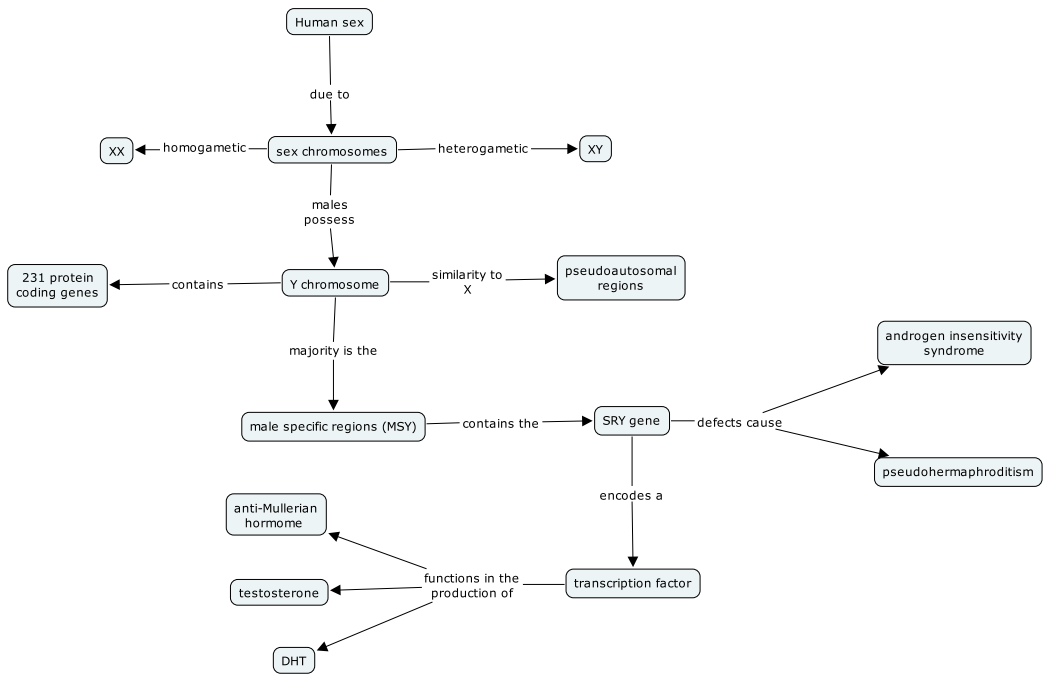 Human sex
due to
XX
homogametic
sex chromosomes
heterogametic
XY
males
possess
231 protein
coding genes
contains
Y chromosome
similarity to
X
pseudoautosomal
regions
majority is the
androgen insensitivity
syndrome
male specific regions (MSY)
contains the
SRY gene
defects cause
pseudohermaphroditism
encodes a
anti-Mullerian
hormome
functions in the
production of
transcription factor
testosterone
DHT